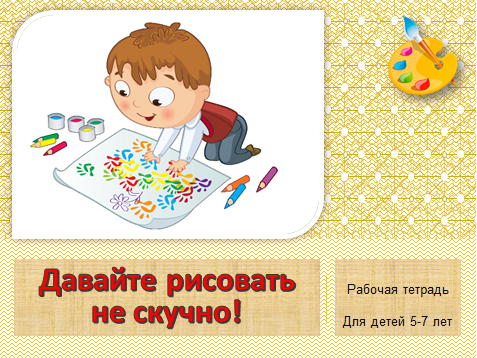 Давайте рисовать
не скучно!
Рабочая тетрадь
Для детей 5-7 лет